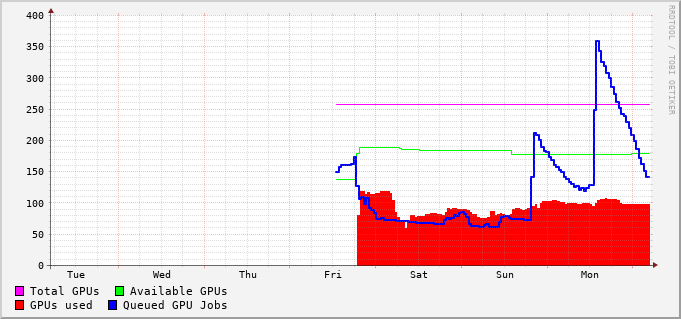 400
350
300
250
200
150
100
50
0
Tue Wed Thu Fri Sat Sun Mon
Total GPUs Available GPUs
GPUs used Queued GPU Jobs
RRDTOOL / TOBI OETIKER